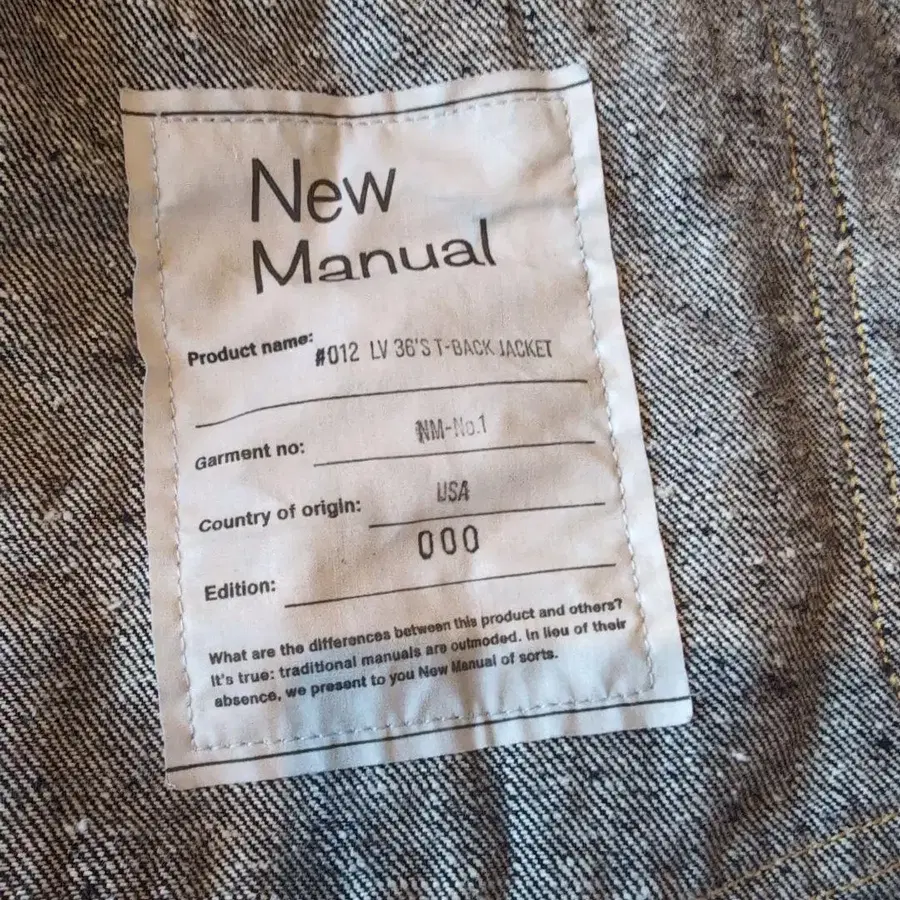 New
Manual
Product name: #012 LV 36'S T-BACK JACKET
Garment no: NM-No.1
Country of origin: USA
Edition: 000
What are the differences between this product and others?
It's true: traditional manuals are outmoded. In lieu of their
absence, we present to you New Manual of sorts.